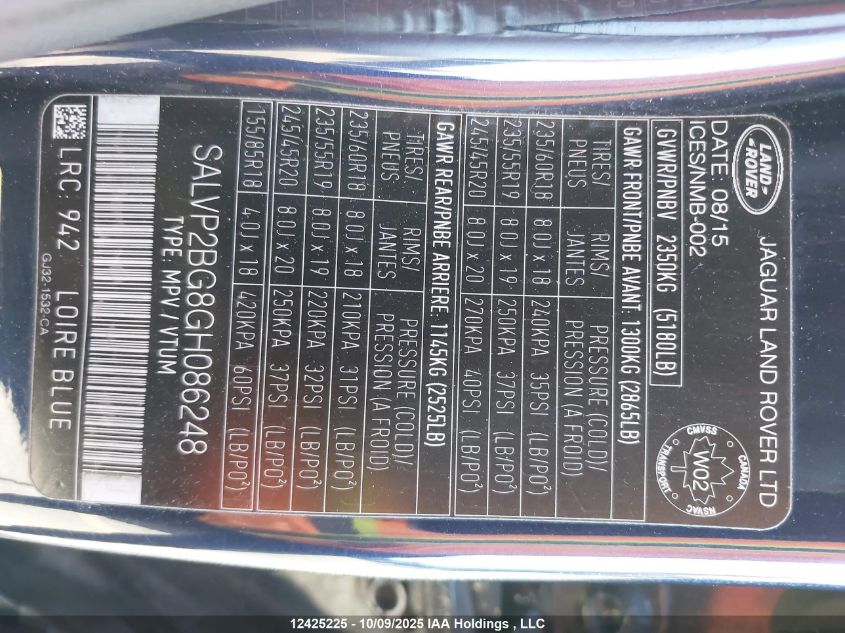 LAND
ROVER
JAGUAR LAND ROVER LTD
DATE 08/15
ICES/NMB-002
CMVSS
CANADA
TRANSPORT
NSVAC
W02
GVWR/PNBV 2350KG (5180LB)
GAWR FRONT/PNBE AVANT: 1300KG (2865LB)
TIRES/ RIMS/ PRESSURE (COLD)/
PNEUS JANTES PRESSION (A FROID)
235/60R18 8.0J x 18 240KPA 35PSI (LB/PO²)
235/55R19 8.0J x 19 250KPA 37PSI (LB/PO²)
245/45R20 8.0J x 20 270KPA 40PSI (LB/PO²)
GAWR REAR/PNBE ARRIERE: 1145KG (2525LB)
TIRES/ RIMS/ PRESSURE (COLD)/
PNEUS JANTES PRESSION (A FROID)
235/60R18 8.0J x 18 210KPA 31PSI (LB/PO²)
235/55R19 8.0J x 19 220KPA 32PSI (LB/PO²)
245/45R20 8.0J x 20 250KPA 37PSI (LB/PO²)
155/85R18 4.0J x 18 420KPA 60PSI (LB/PO²)
SALVP2BG8GH086248
TYPE: MPV / VTUM
LRC: 942 LOIRE BLUE
GJ32-1532-CA
12425225 - 10/09/2025 IAA Holdings , LLC